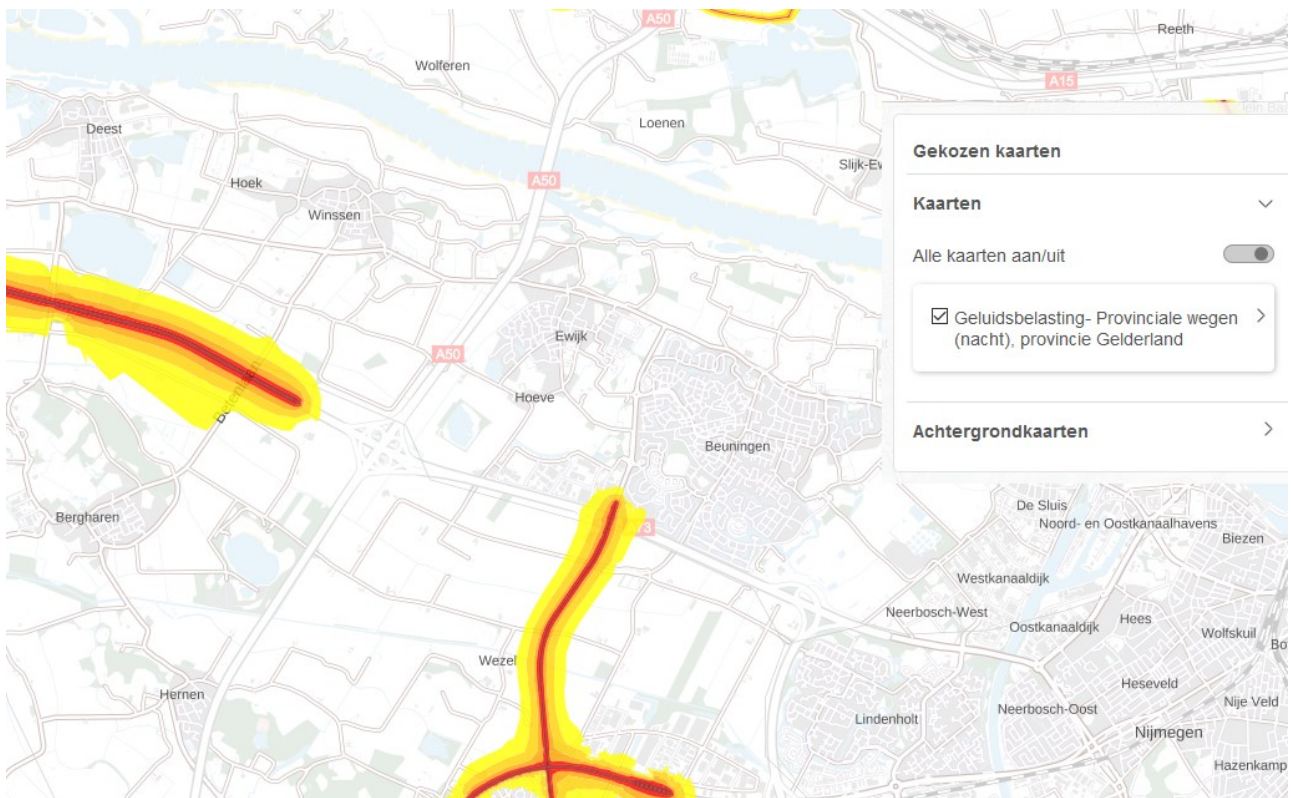 A50
Reeth
Wolferen
A15
Deest
Loenen
Gekozen kaarten
Slijk-Ew
Hoek
A50
Kaarten
Winssen
Alle kaarten aan/uit
Geluidsbelasting- Provinciale wegen
(nacht), provincie Gelderland
Ewijk
A50
Betenlaan
Hoeve
Achtergrondkaarten
Beuningen
De Sluis
Bergharen
Noord- en Oostkanaalhavens
Biezen
Westkanaaldijk
Neerbosch-West
Oostkanaaldijk
Hees
Wolfskuil
Bo
Wezel
Heseveld
Hernen
Neerbosch-Oost
Nije Veld
Lindenholt
Nijmegen
Hazenkamp